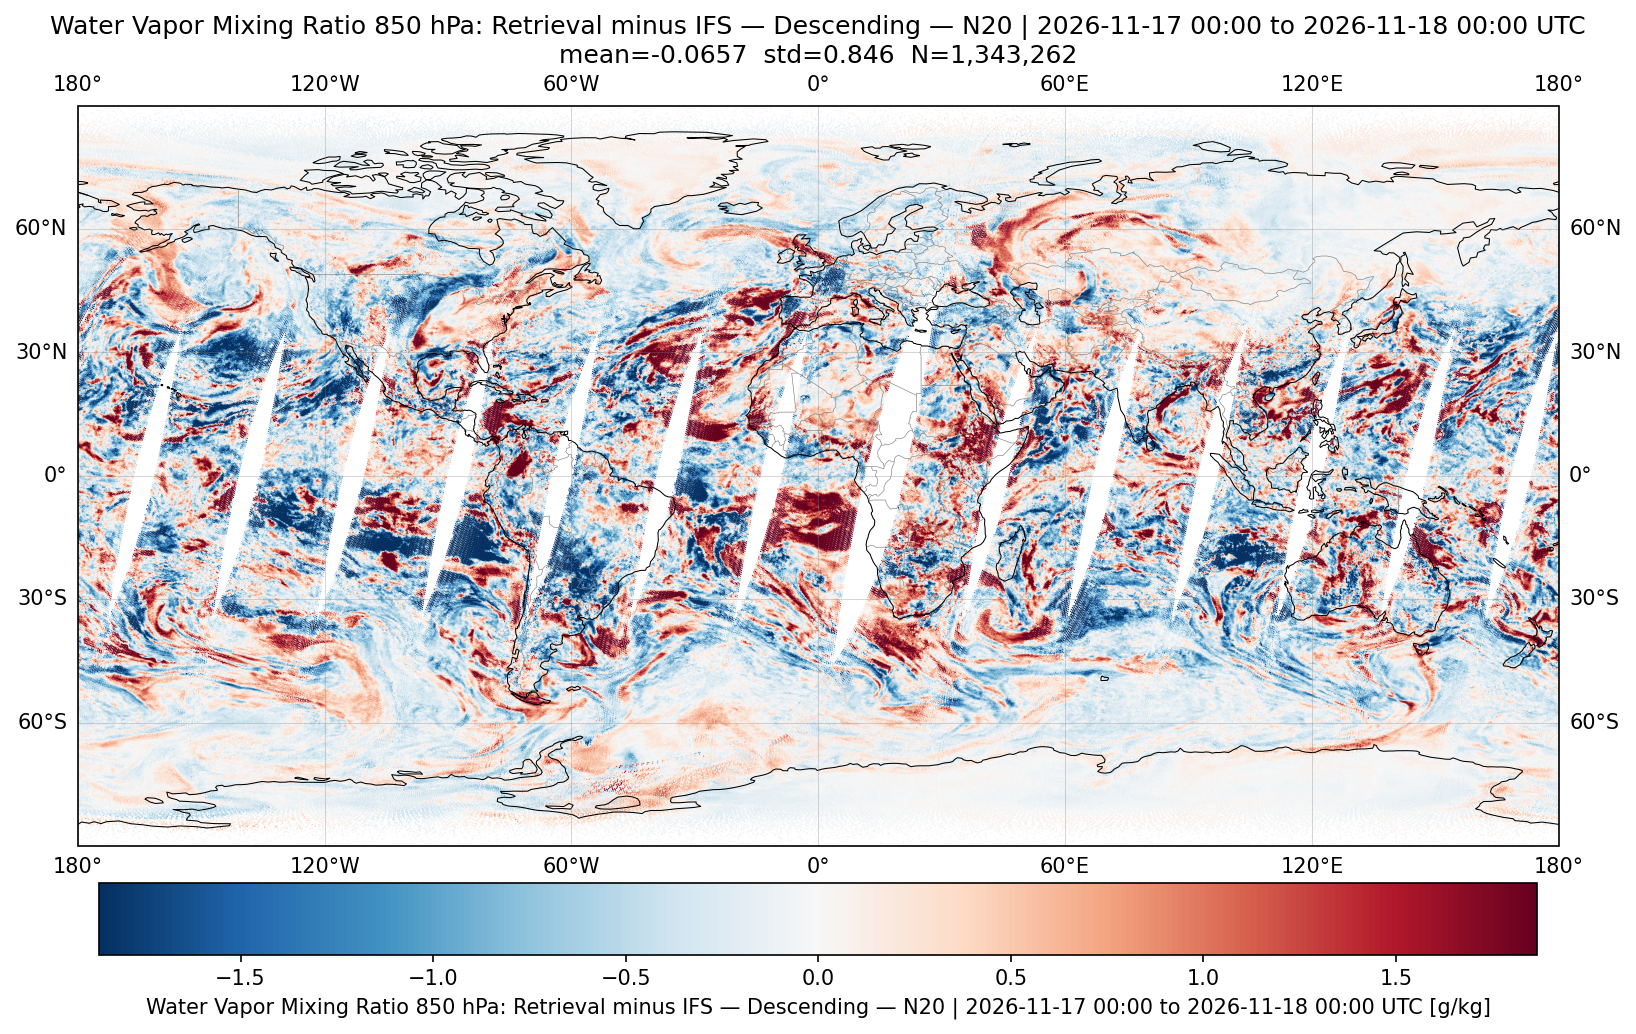 Water Vapor Mixing Ratio 850 hPa: Retrieval minus IFS — Descending — N20 | 2026-11-17 00:00 to 2026-11-18 00:00 UTC
mean=-0.0657  std=0.846  N=1,343,262
180° 120°W 60°W 0° 60°E 120°E 180°
60°N 60°N
30°N 30°N
0° 0°
30°S 30°S
60°S 60°S
180° 120°W 60°W 0° 60°E 120°E 180°
−1.5 −1.0 −0.5 0.0 0.5 1.0 1.5
Water Vapor Mixing Ratio 850 hPa: Retrieval minus IFS — Descending — N20 | 2026-11-17 00:00 to 2026-11-18 00:00 UTC [g/kg]